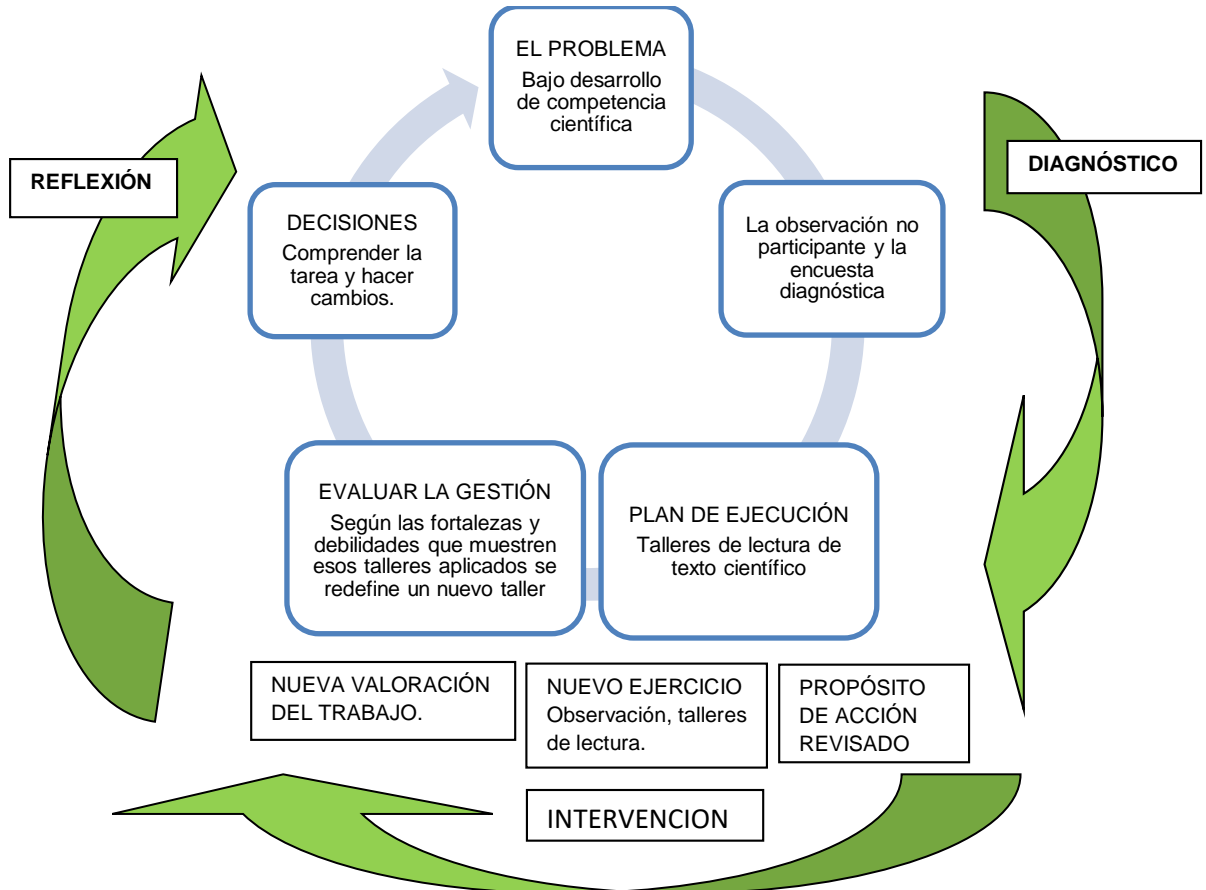 EL PROBLEMA
Bajo desarrollo
de competencia
científica
REFLEXIÓN
DIAGNÓSTICO
DECISIONES
Comprender la
tarea y hacer
cambios.
La observación no
participante y la
encuesta
diagnóstica
EVALUAR LA GESTIÓN
Según las fortalezas y
debilidades que muestren
esos talleres aplicados se
redefine un nuevo taller
PLAN DE EJECUCIÓN
Talleres de lectura de
texto científico
NUEVA VALORACIÓN
DEL TRABAJO.
NUEVO EJERCICIO
Observación, talleres
de lectura.
PROPÓSITO
DE ACCIÓN
REVISADO
INTERVENCION